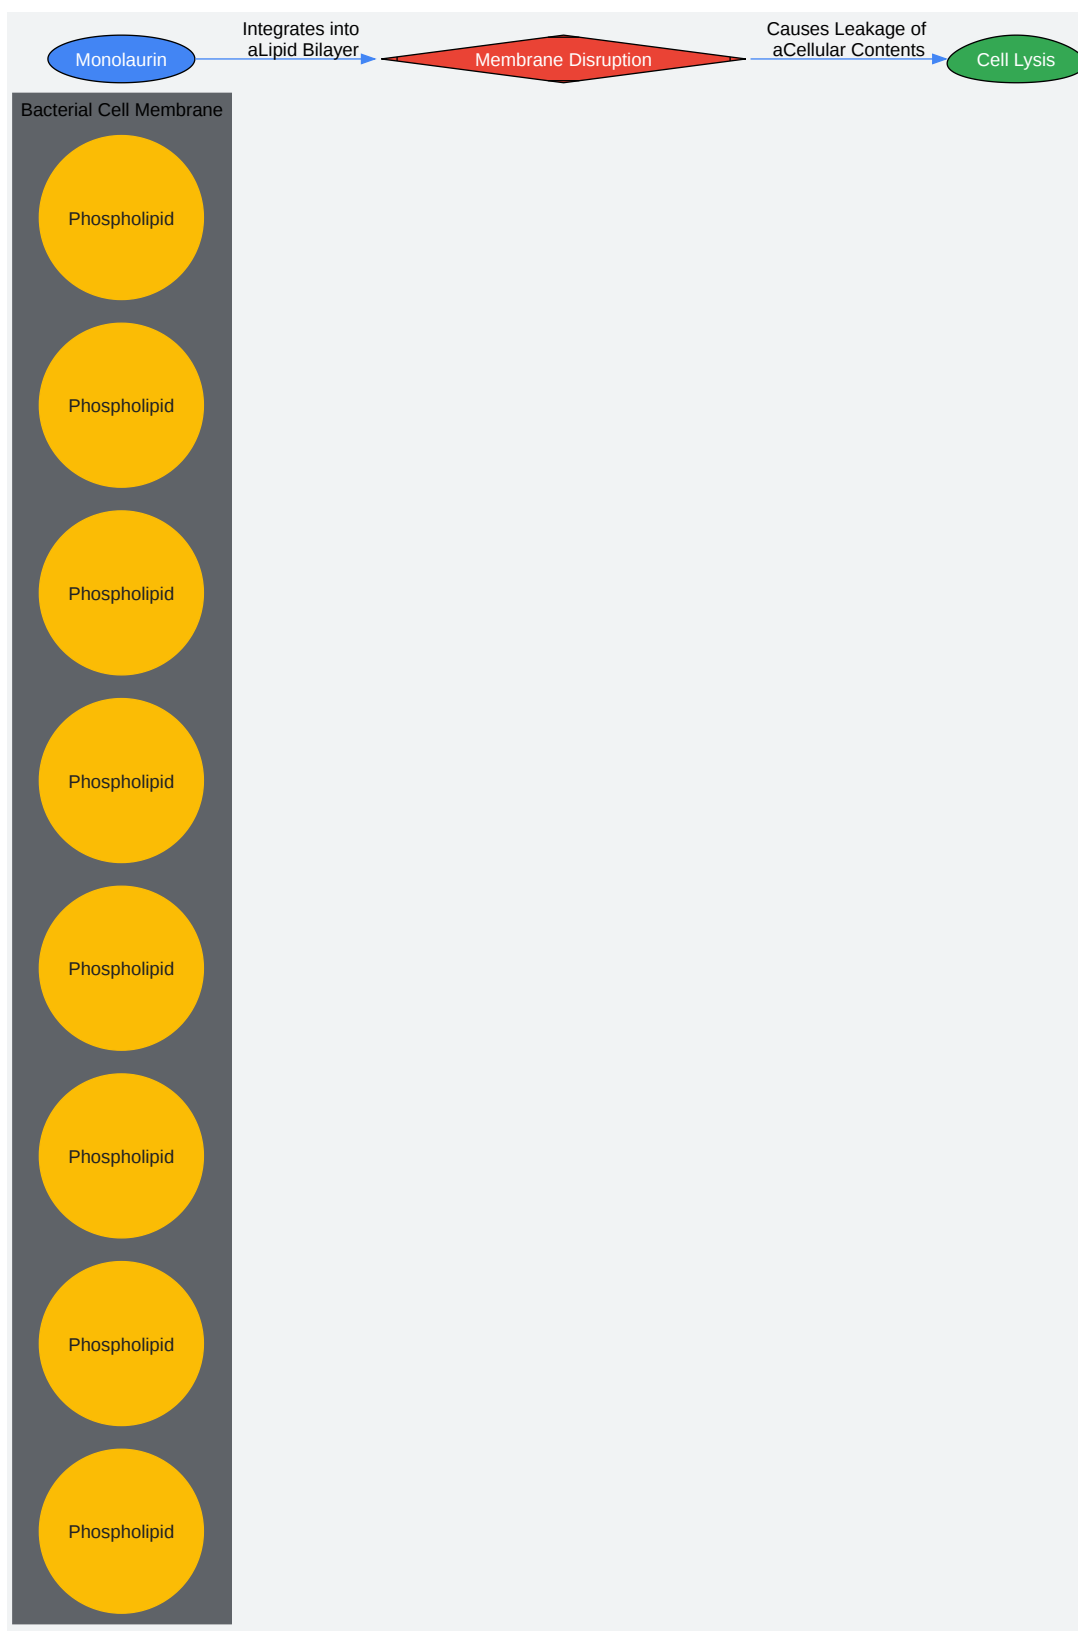 Monolaurin
Integrates into
aLipid Bilayer
Membrane Disruption
Causes Leakage of
aCellular Contents
Cell Lysis
Bacterial Cell Membrane
Phospholipid
Phospholipid
Phospholipid
Phospholipid
Phospholipid
Phospholipid
Phospholipid
Phospholipid